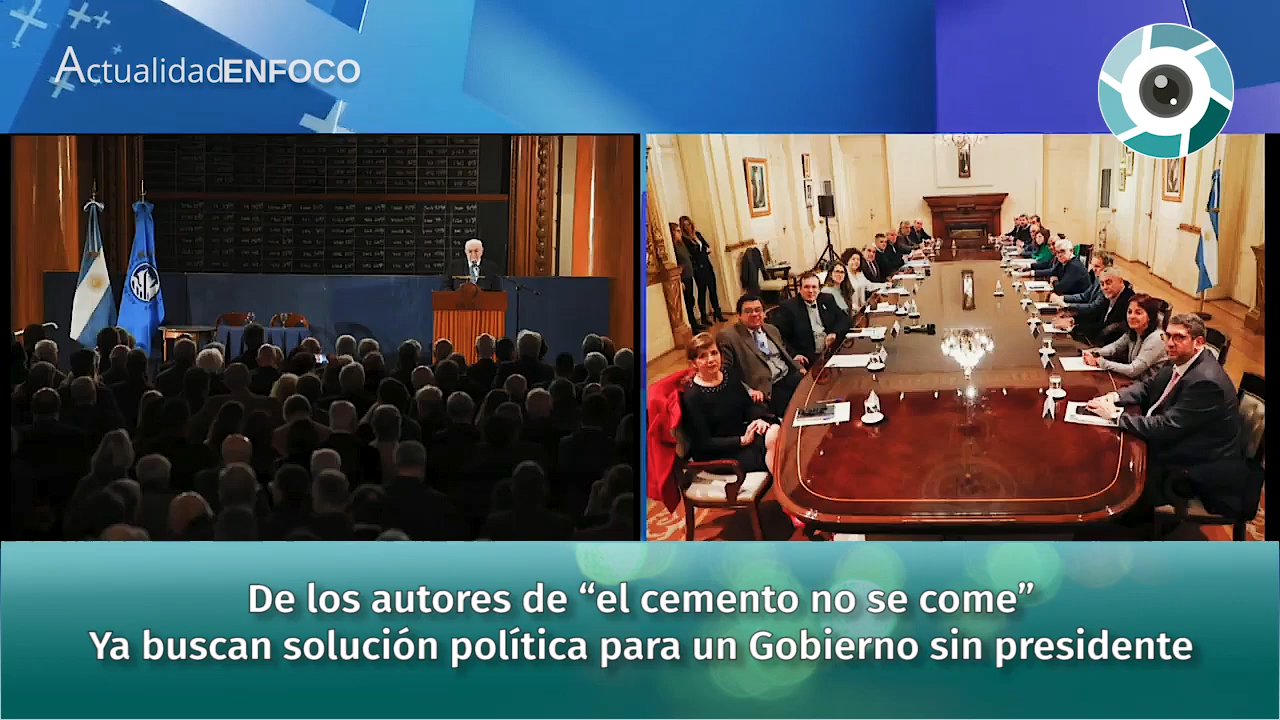 ActualidadENFOCO
De los autores de “el cemento no se come”
Ya buscan solución política para un Gobierno sin presidente